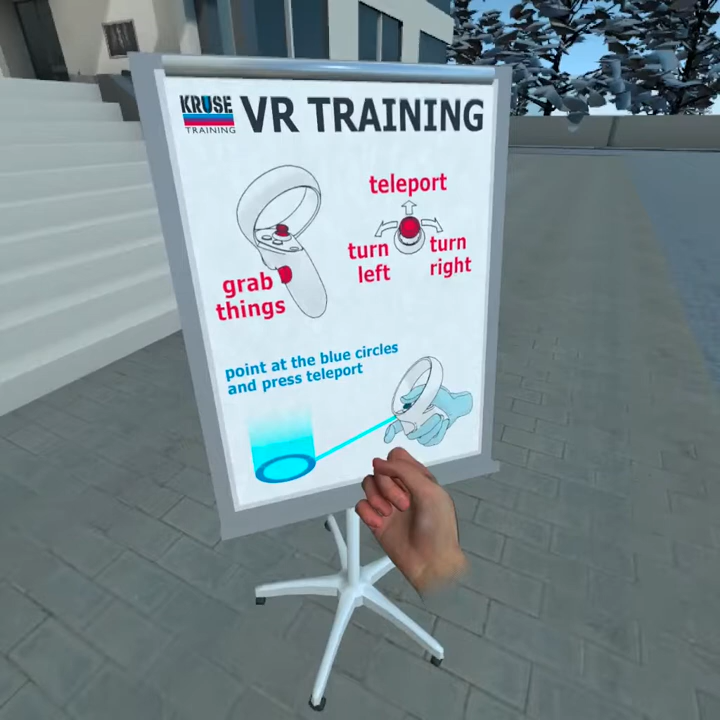 KRUSE
TRAINING
VR TRAINING
teleport
turn
left
turn
right
grab
things
point at the blue circles
and press teleport